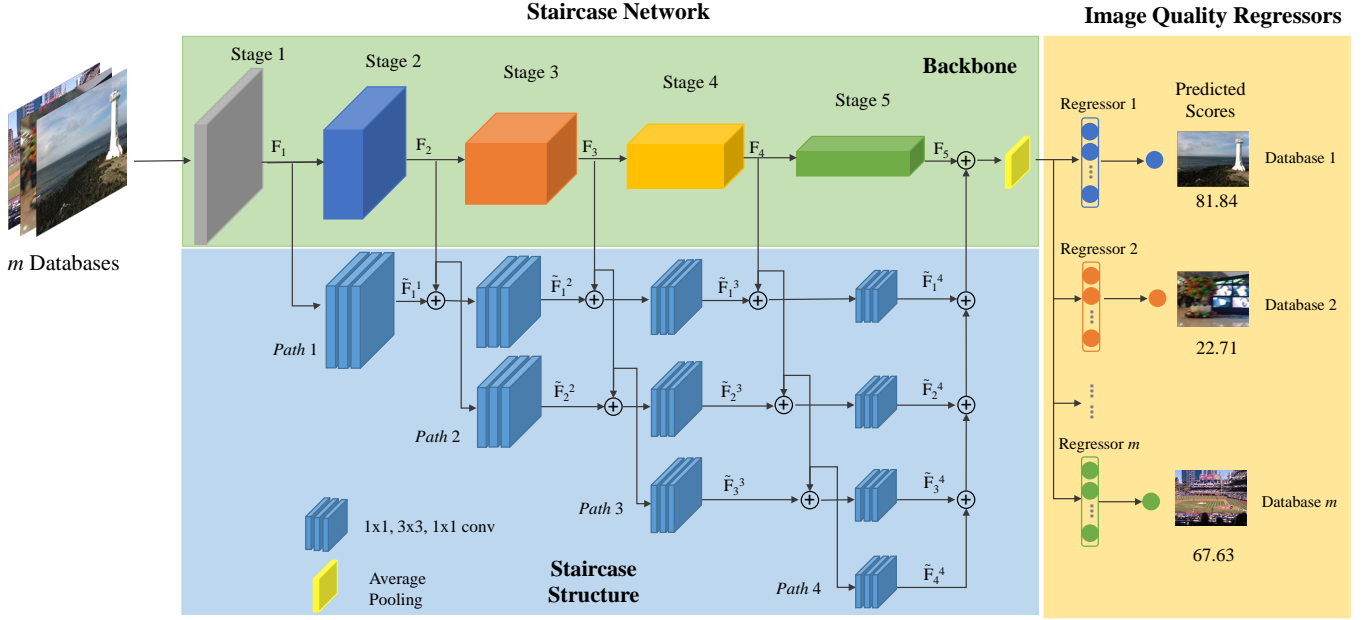 Staircase Network
Image Quality Regressors
Stage 1
Stage 2
Stage 3
Stage 4
Stage 5
Backbone
F₁
F₂
F₃
F₄
F₅
m Databases
F̃₁¹
F̃₁²
F̃₁³
F̃₁⁴
Path 1
F̃₂²
F̃₂³
F̃₂⁴
Path 2
F̃₃³
F̃₃⁴
Path 3
F̃₄⁴
Path 4
1x1, 3x3, 1x1 conv
Average
Pooling
Staircase
Structure
Regressor 1
Predicted
Scores
Database 1
81.84
Regressor 2
Database 2
22.71
Regressor m
Database m
67.63